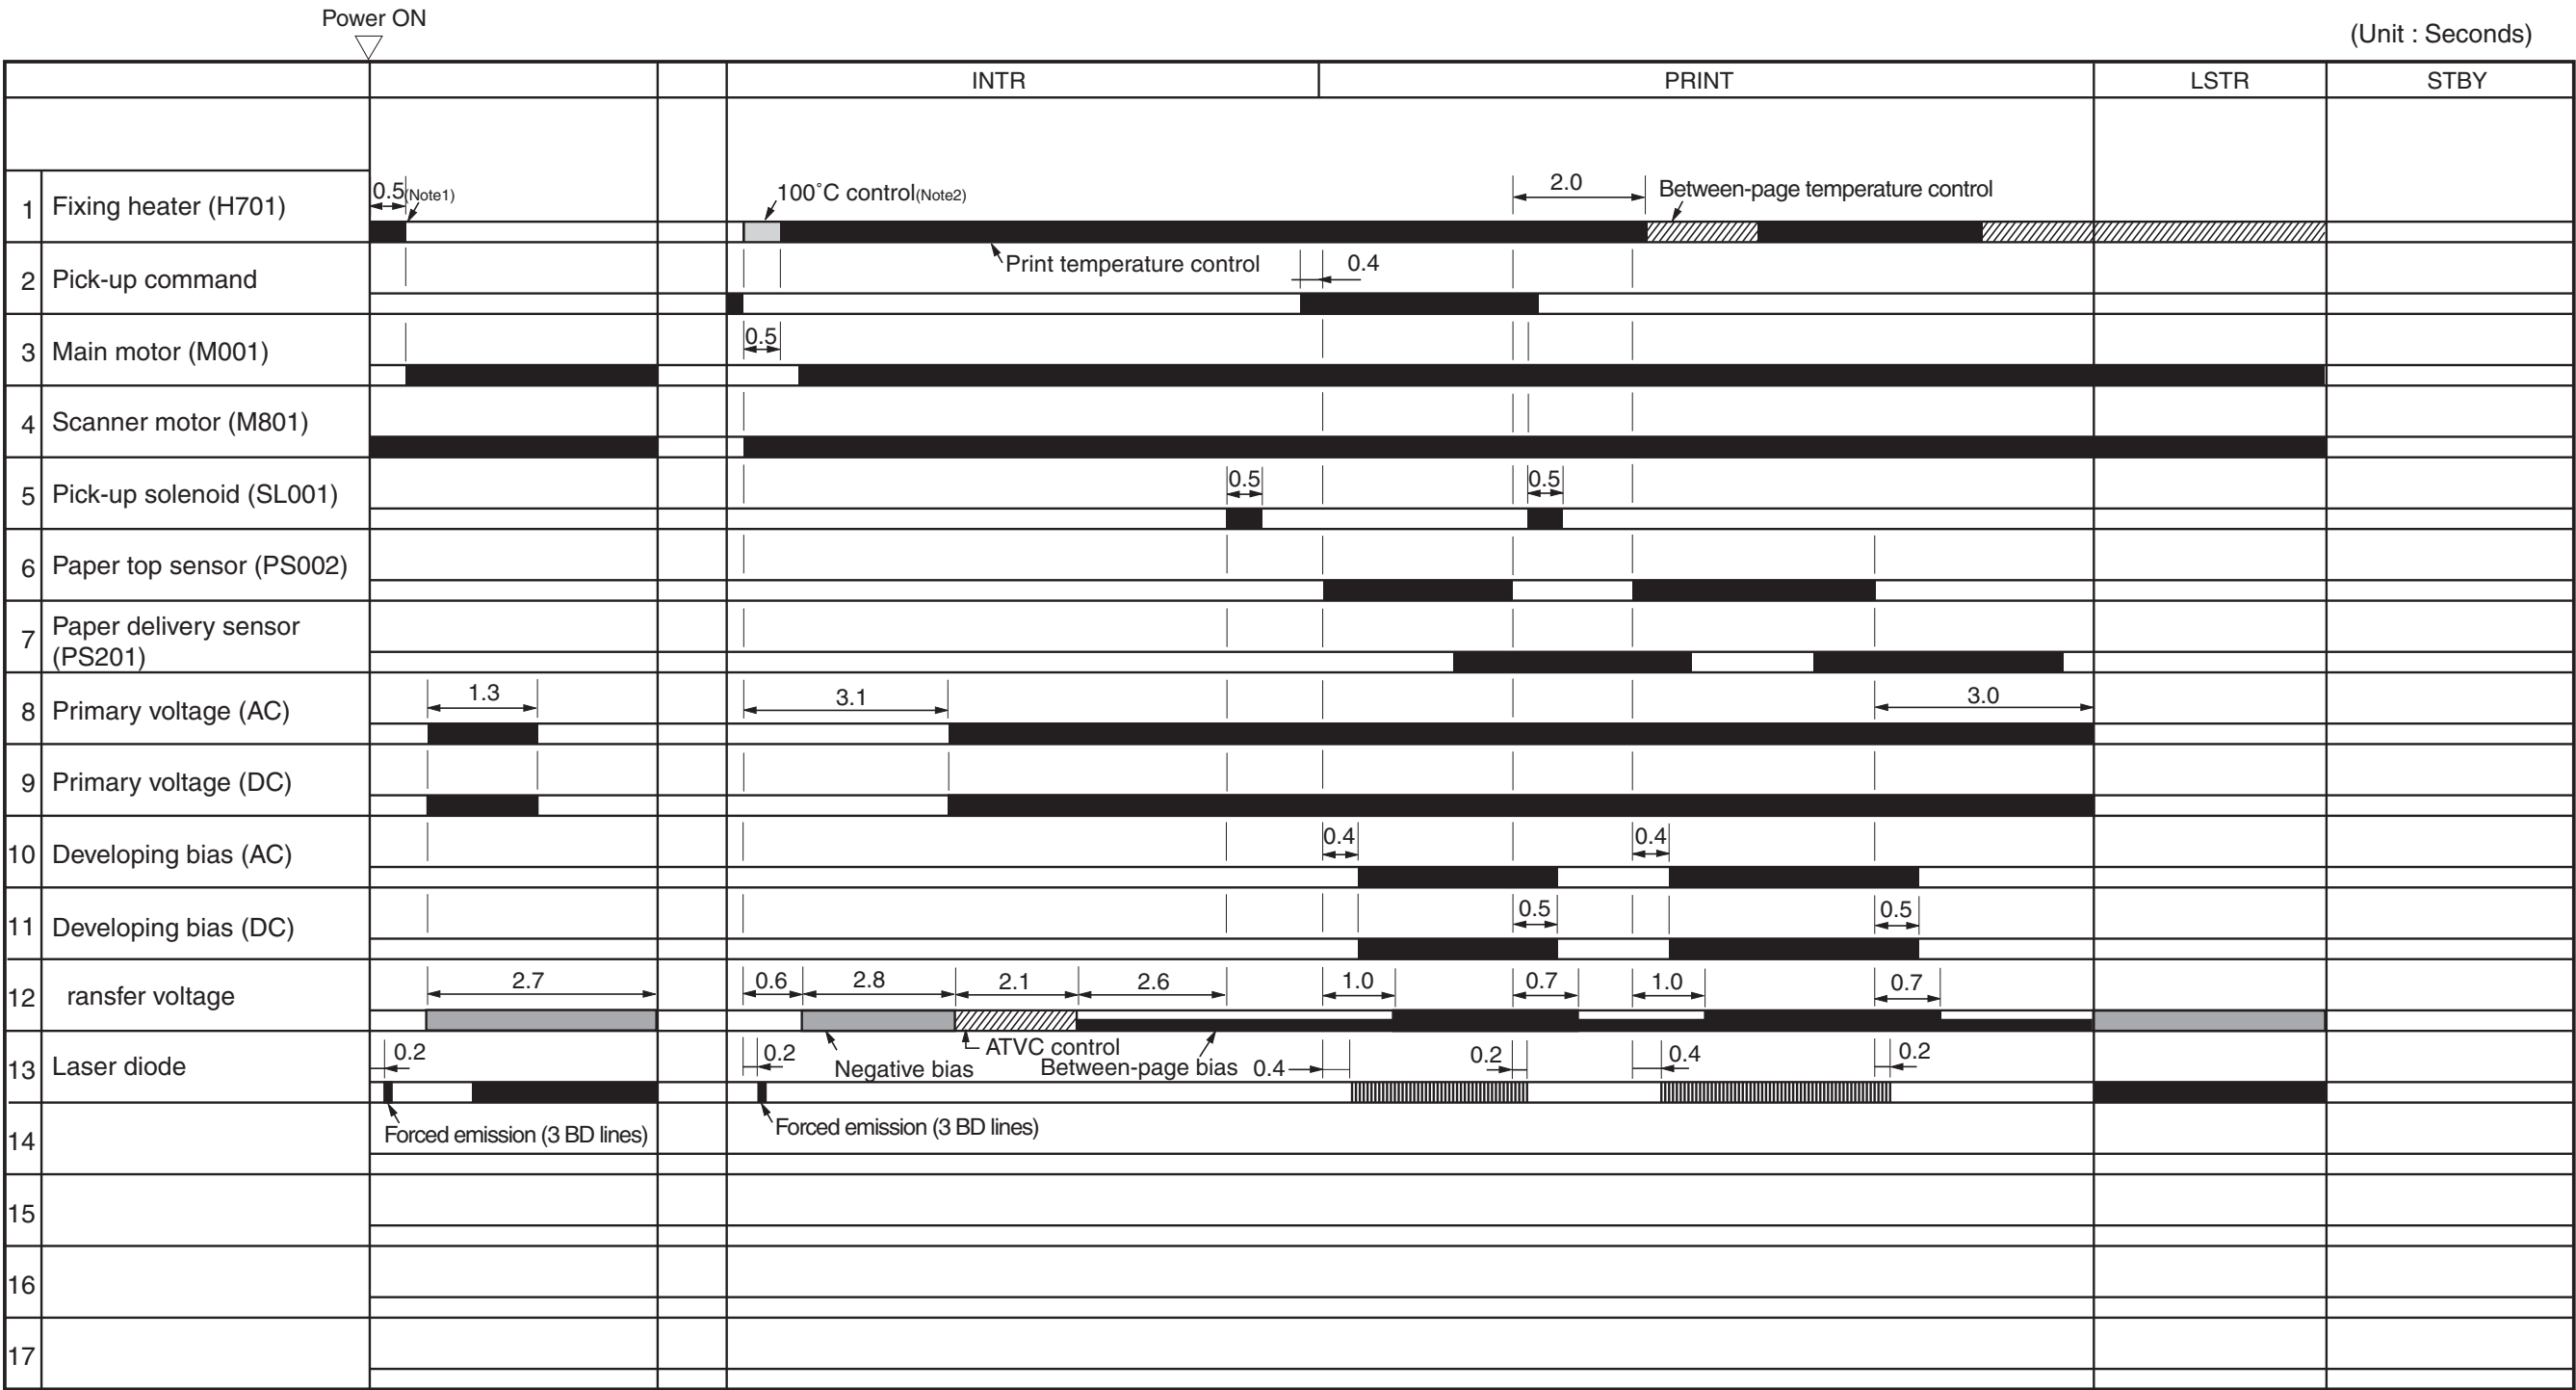 Power ON
(Unit : Seconds)
INTR PRINT LSTR STBY
1 Fixing heater (H701) 0.5 (Note1) 100°C control(Note2) 2.0 Between-page temperature control
Print temperature control
2 Pick-up command 0.4
3 Main motor (M001) 0.5
4 Scanner motor (M801)
5 Pick-up solenoid (SL001) 0.5 0.5
6 Paper top sensor (PS002)
7 Paper delivery sensor
(PS201)
8 Primary voltage (AC) 1.3 3.1 3.0
9 Primary voltage (DC)
10 Developing bias (AC) 0.4 0.4
11 Developing bias (DC) 0.5 0.5
12 ransfer voltage 2.7 0.6 2.8 2.1 2.6 1.0 0.7 1.0 0.7
Negative bias ATVC control Between-page bias
13 Laser diode 0.2 0.2 0.4 0.2 0.4 0.2
Forced emission (3 BD lines) Forced emission (3 BD lines)
14
15
16
17